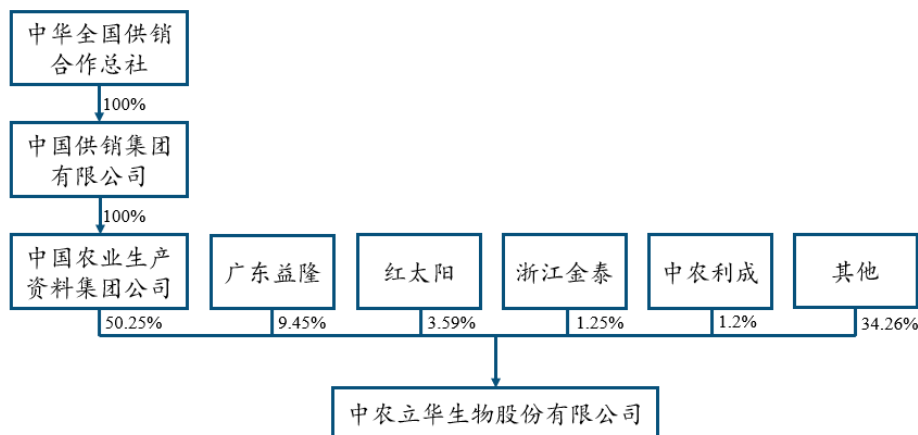 中华全国供销
合作总社
100%
中国供销集团
有限公司
100%
中国农业生产
资料集团公司
广东益隆
红太阳
浙江金泰
中农利成
其他
50.25%
9.45%
3.59%
1.25%
1.2%
34.26%
中农立华生物股份有限公司